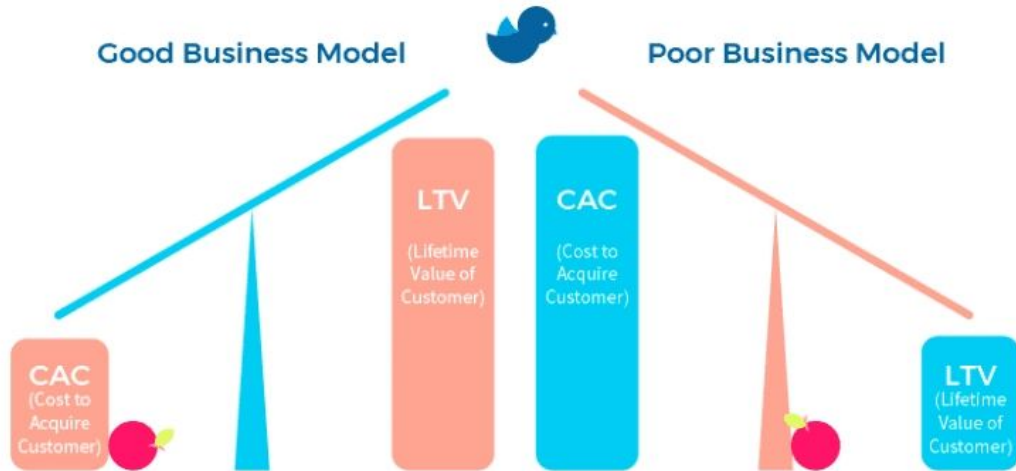 Good Business Model
Poor Business Model
LTV
(Lifetime
Value of
Customer)
CAC
(Cost to
Acquire
Customer)
CAC
(Cost to
Acquire
Customer)
LTV
(Lifetime
Value of
Customer)